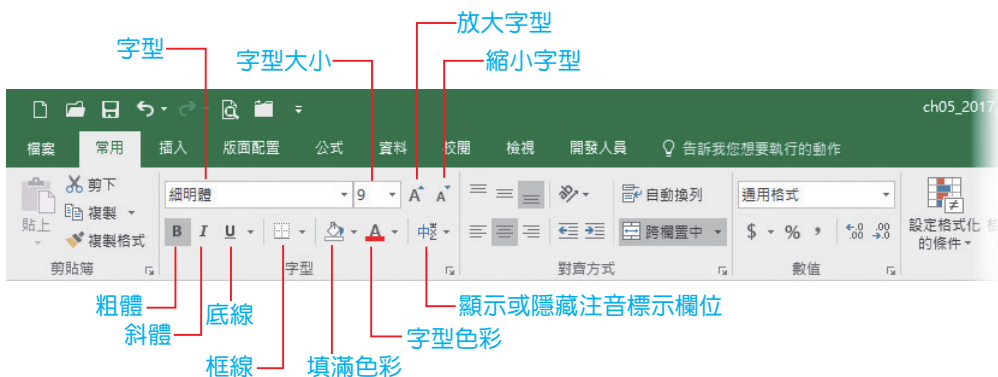 放大字型
字型
字型大小
縮小字型
ch05_2017
檔案 常用 插入 版面配置 公式 資料 校閱 檢視 開發人員 告訴我您想要執行的動作
剪下
細明體 9 A A 自動換列 通用格式
複製
貼上
複製格式
B I U A 中 跨欄置中 $ % , .0 .00 .00 .0
設定格式化
的條件
剪貼簿 字型 對齊方式 數值
粗體
底線
顯示或隱藏注音標示欄位
斜體
字型色彩
框線
填滿色彩